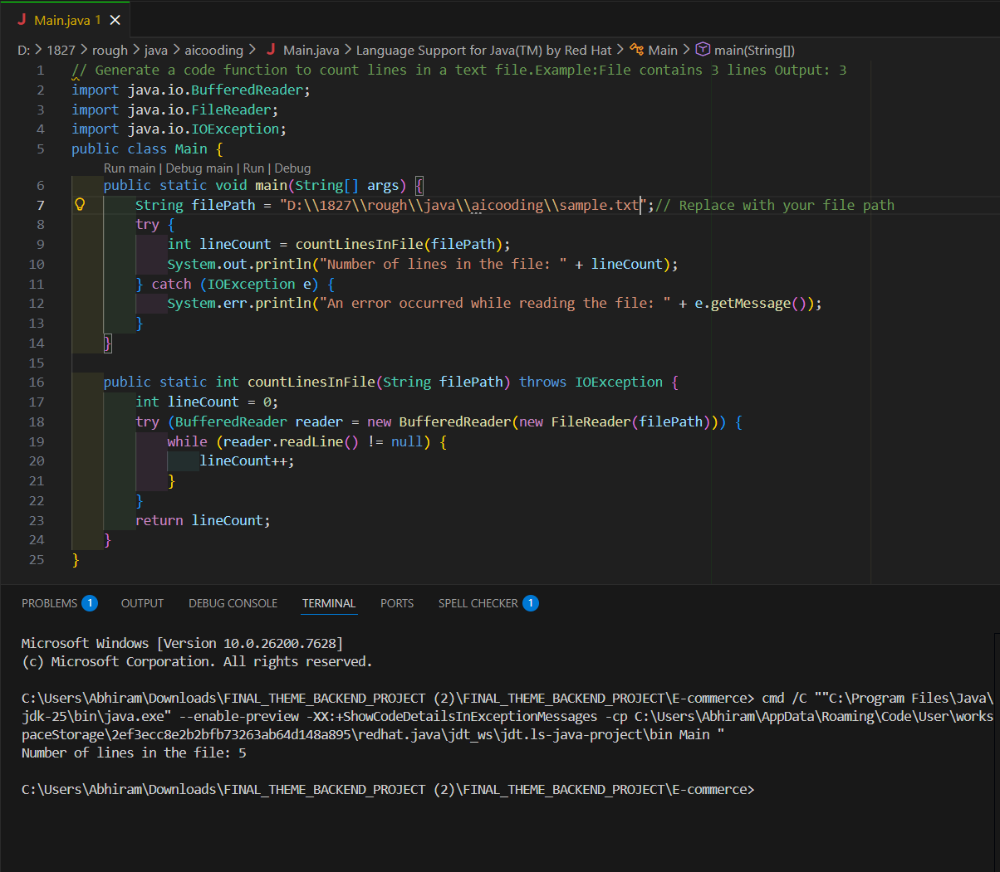 J Main.java 1 ×
D: > 1827 > rough > java > aicooding > J Main.java > Language Support for Java(TM) by Red Hat > Main > main(String[])
1 // Generate a code function to count lines in a text file.Example:File contains 3 lines Output: 3
2 import java.io.BufferedReader;
3 import java.io.FileReader;
4 import java.io.IOException;
5 public class Main {
Run main | Debug main | Run | Debug
6 public static void main(String[] args) {
7 String filePath = "D:\\1827\\rough\\java\\aicooding\\sample.txt";// Replace with your file path
8 try {
9 int lineCount = countLinesInFile(filePath);
10 System.out.println("Number of lines in the file: " + lineCount);
11 } catch (IOException e) {
12 System.err.println("An error occurred while reading the file: " + e.getMessage());
13 }
14 }
15
16 public static int countLinesInFile(String filePath) throws IOException {
17 int lineCount = 0;
18 try (BufferedReader reader = new BufferedReader(new FileReader(filePath))) {
19 while (reader.readLine() != null) {
20 lineCount++;
21 }
22 }
23 return lineCount;
24 }
25 }
PROBLEMS 1 OUTPUT DEBUG CONSOLE TERMINAL PORTS SPELL CHECKER 1
Microsoft Windows [Version 10.0.26200.7628]
(c) Microsoft Corporation. All rights reserved.
C:\Users\Abhiram\Downloads\FINAL_THEME_BACKEND_PROJECT (2)\FINAL_THEME_BACKEND_PROJECT\E-commerce> cmd /C ""C:\Program Files\Java\
jdk-25\bin\java.exe" --enable-preview -XX:+ShowCodeDetailsInExceptionMessages -cp C:\Users\Abhiram\AppData\Roaming\Code\User\works
paceStorage\2ef3ecc8e2b2bfb73263ab64d148a895\redhat.java\jdt_ws\jdt.ls-java-project\bin Main "
Number of lines in the file: 5
C:\Users\Abhiram\Downloads\FINAL_THEME_BACKEND_PROJECT (2)\FINAL_THEME_BACKEND_PROJECT\E-commerce>